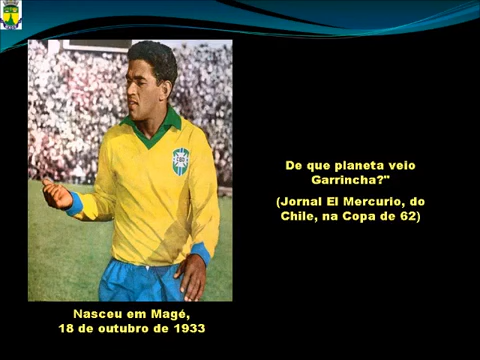 De que planeta veio
Garrincha?"
(Jornal El Mercurio, do
Chile, na Copa de 62)
Nasceu em Magé,
18 de outubro de 1933